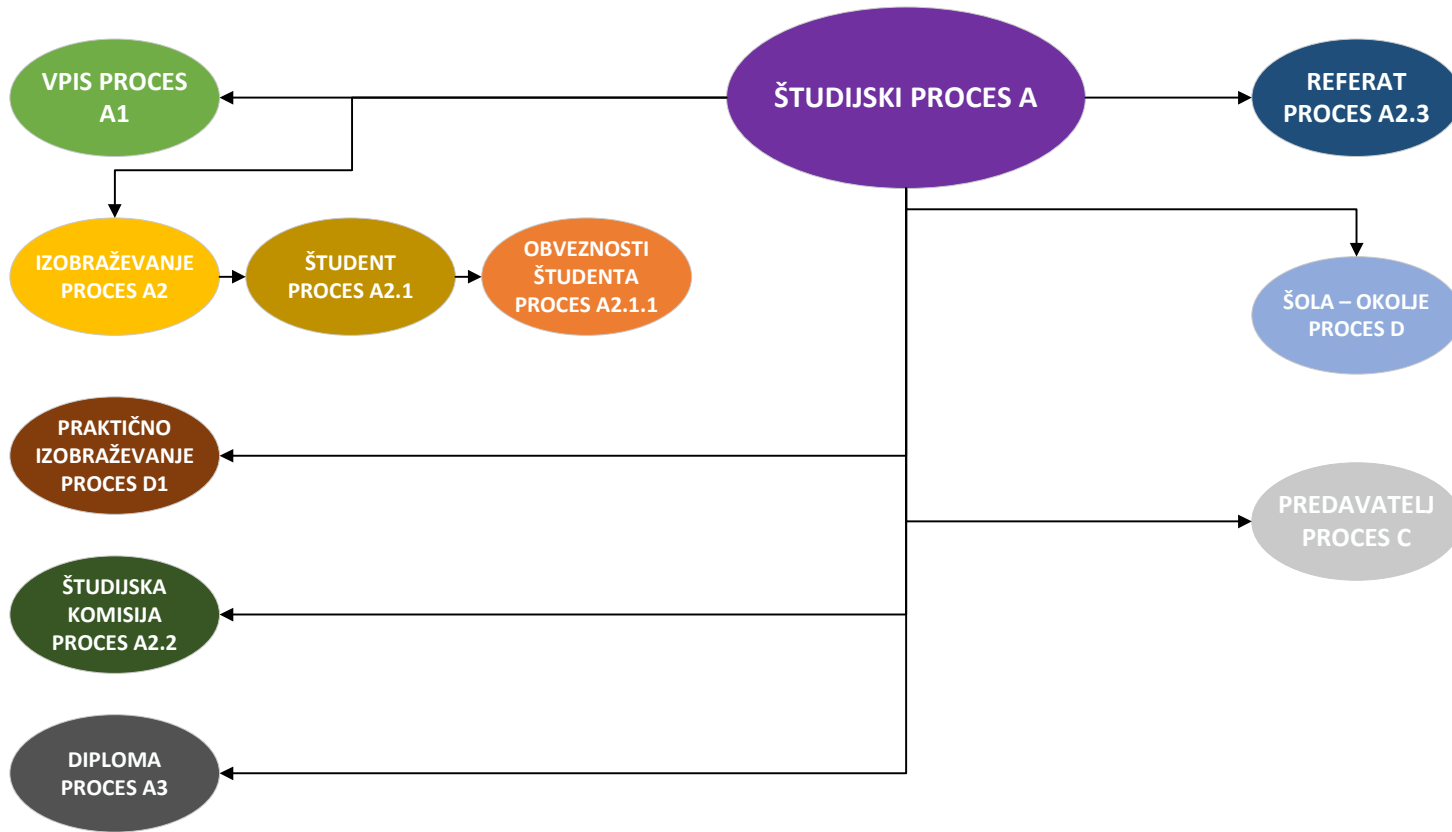 VPIS PROCES
A1
ŠTUDIJSKI PROCES A
REFERAT
PROCES A2.3
IZOBRAŽEVANJE
PROCES A2
ŠTUDENT
PROCES A2.1
OBVEZNOSTI
ŠTUDENTA
PROCES A2.1.1
ŠOLA – OKOLJE
PROCES D
PRAKTIČNO
IZOBRAŽEVANJE
PROCES D1
PREDAVATELJ
PROCES C
ŠTUDIJSKA
KOMISIJA
PROCES A2.2
DIPLOMA
PROCES A3